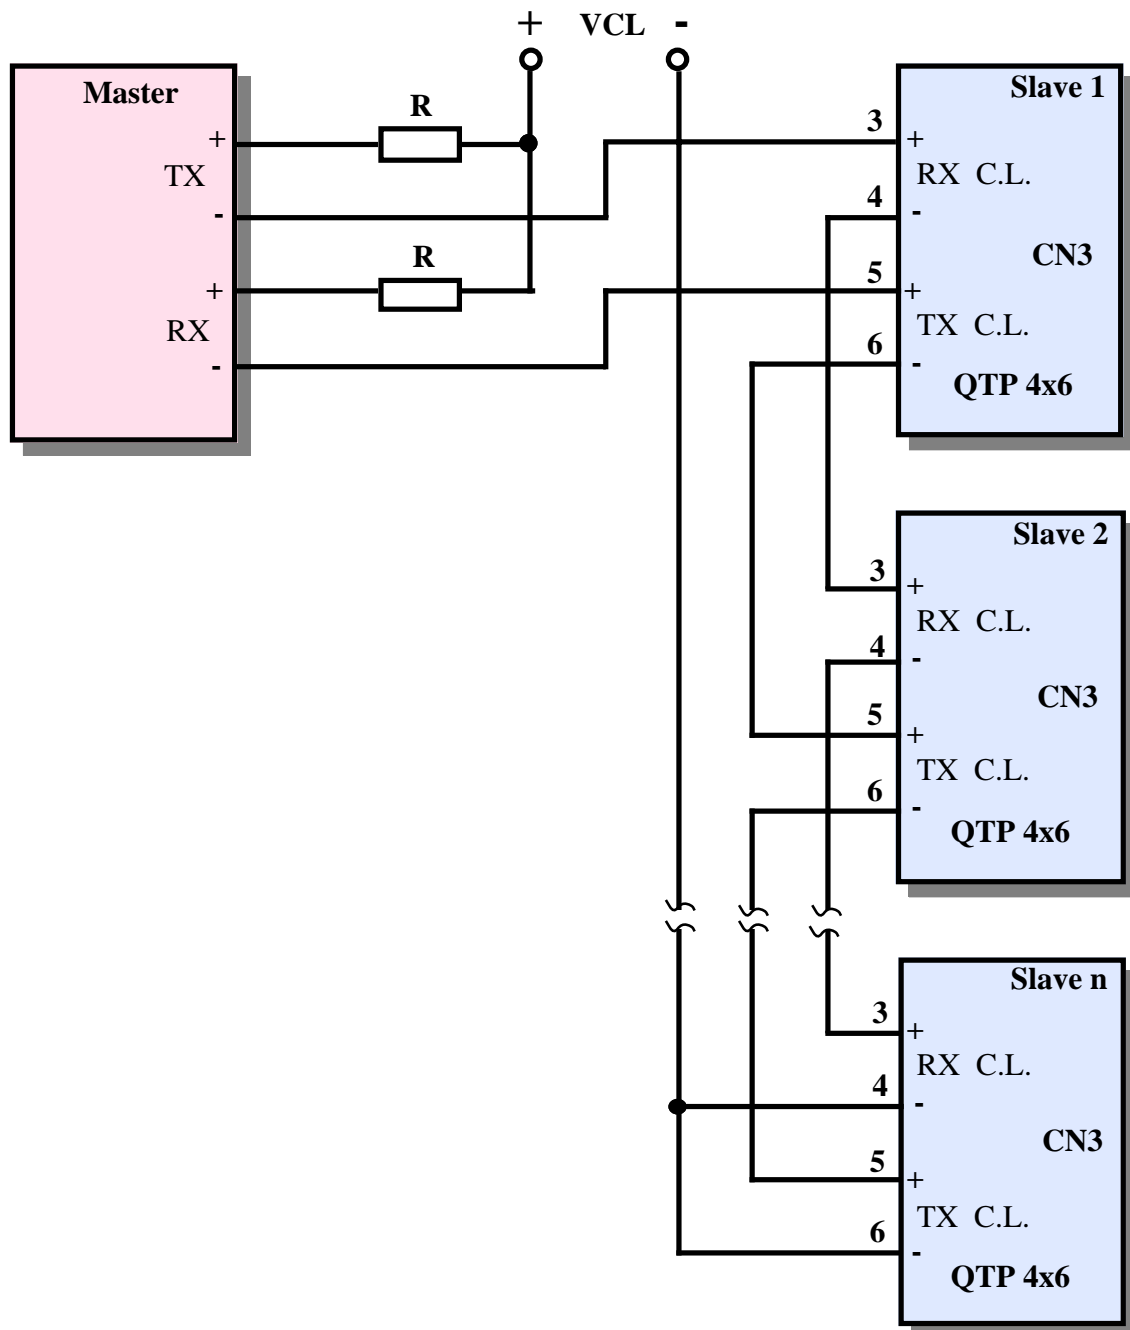 + VCL -
Master
+
TX
-
+
RX
-
R
R
Slave 1
3 +
RX C.L.
4 -
CN3
5 +
TX C.L.
6 -
QTP 4x6
Slave 2
3 +
RX C.L.
4 -
CN3
5 +
TX C.L.
6 -
QTP 4x6
Slave n
3 +
RX C.L.
4 -
CN3
5 +
TX C.L.
6 -
QTP 4x6